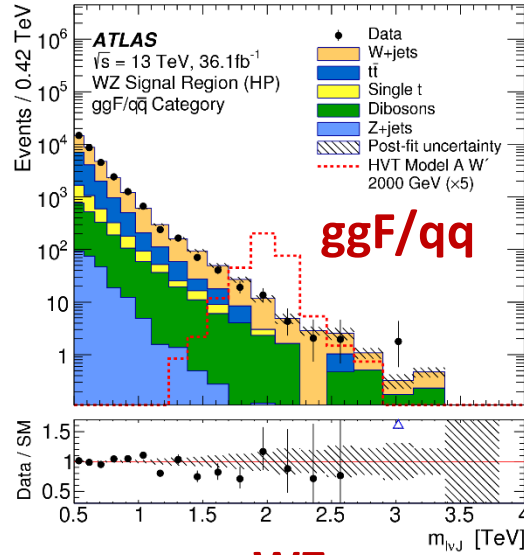 Events / 0.42 TeV
10⁶
10⁵
10⁴
10³
10²
10
1
ATLAS
√s = 13 TeV, 36.1fb⁻¹
WZ Signal Region (HP)
ggF/qq̄ Category
Data
W+jets
tt̄
Single t
Dibosons
Z+jets
Post-fit uncertainty
HVT Model A W′
2000 GeV (×5)
ggF/qq
Data / SM
1.5
1
0.5
0.5 1 1.5 2 2.5 3 3.5 4
m_lνJ [TeV]